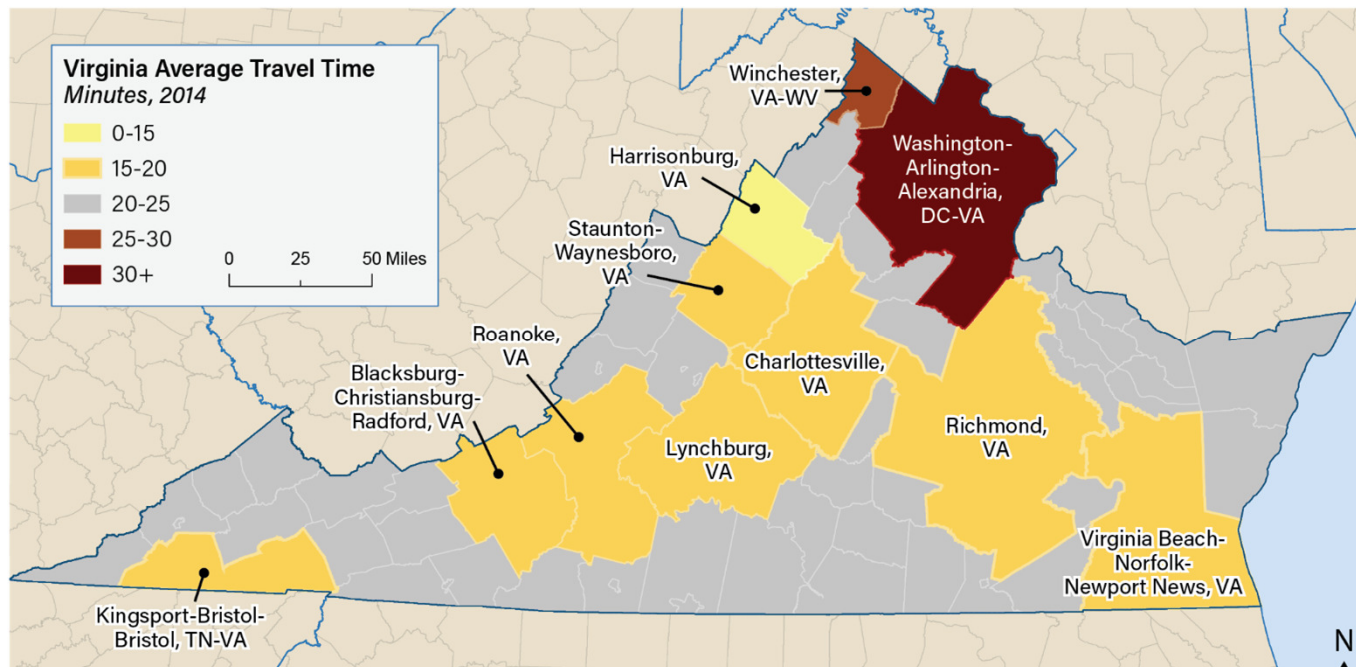 Virginia Average Travel Time
Minutes, 2014
0-15
15-20
20-25
25-30
30+
0 25 50 Miles
Winchester,
VA-WV
Washington-
Arlington-
Alexandria,
DC-VA
Harrisonburg,
VA
Staunton-
Waynesboro,
VA
Roanoke,
VA
Charlottesville,
VA
Blacksburg-
Christiansburg-
Radford, VA
Lynchburg,
VA
Richmond,
VA
Virginia Beach-
Norfolk-
Newport News, VA
Kingsport-Bristol-
Bristol, TN-VA
N